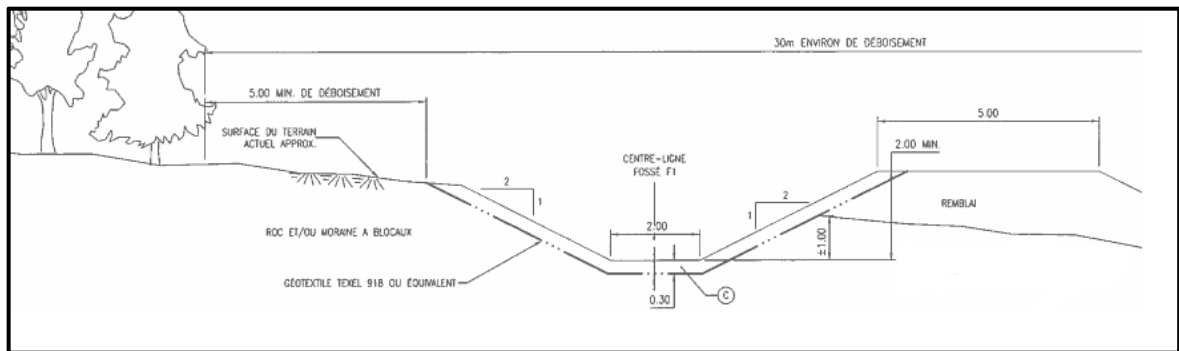 30m ENVIRON DE DÉBOISEMENT
5.00 MIN. DE DÉBOISEMENT
5.00
SURFACE DU TERRAIN
ACTUEL APPROX.
2.00 MIN.
CENTRE-LIGNE
FOSSÉ F1
2
1
2
1
2.00
REMBLAI
ROC ET/OU MORAINE A BLOCAUX
±1.00
GÉOTEXTILE TEXEL 918 OU ÉQUIVALENT
0.30
C